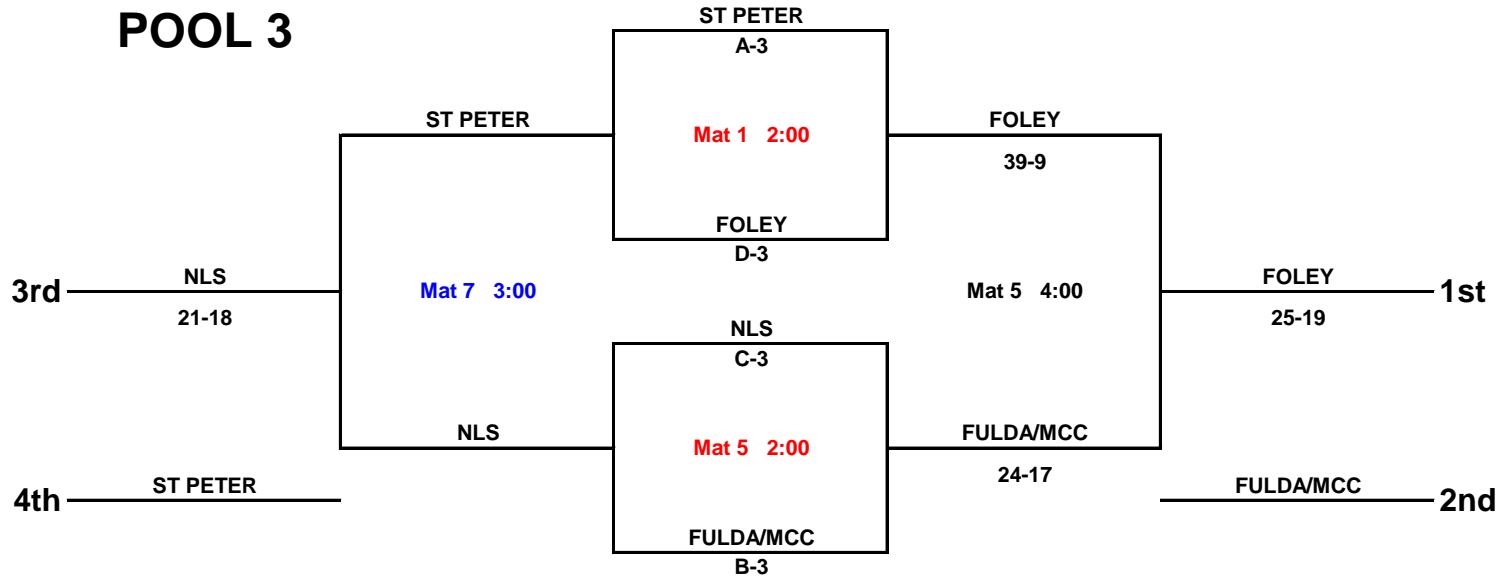 POOL 3
ST PETER
A-3
ST PETER
Mat 1 2:00
FOLEY
39-9
FOLEY
D-3
3rd
NLS
21-18
Mat 7 3:00
Mat 5 4:00
FOLEY
25-19
1st
NLS
C-3
NLS
Mat 5 2:00
FULDA/MCC
24-17
4th
ST PETER
FULDA/MCC
2nd
FULDA/MCC
B-3